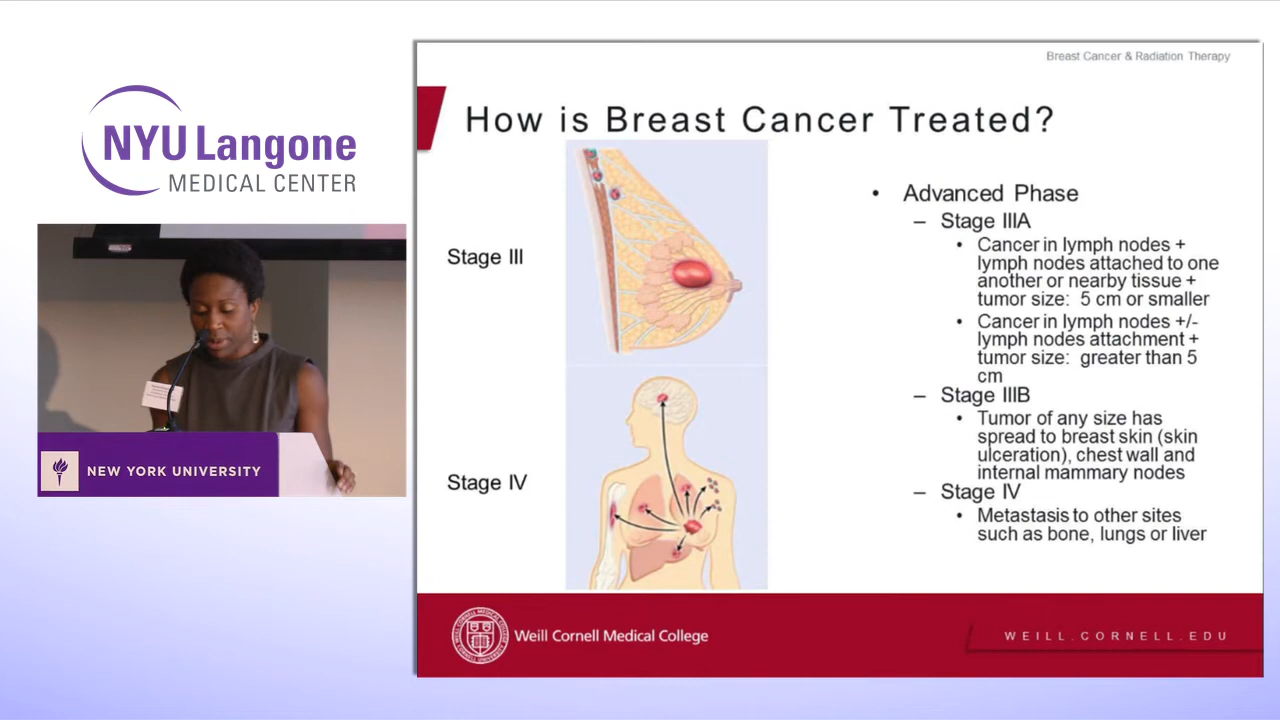 NYU Langone
MEDICAL CENTER
NEW YORK UNIVERSITY
Breast Cancer & Radiation Therapy
How is Breast Cancer Treated?
Stage III
Stage IV
• Advanced Phase
– Stage IIIA
• Cancer in lymph nodes +
lymph nodes attached to one
another or nearby tissue +
tumor size: 5 cm or smaller
• Cancer in lymph nodes +/-
lymph nodes attachment +
tumor size: greater than 5
cm
– Stage IIIB
• Tumor of any size has
spread to breast skin (skin
ulceration), chest wall and
internal mammary nodes
– Stage IV
• Metastasis to other sites
such as bone, lungs or liver
Weill Cornell Medical College
WEILL.CORNELL.EDU